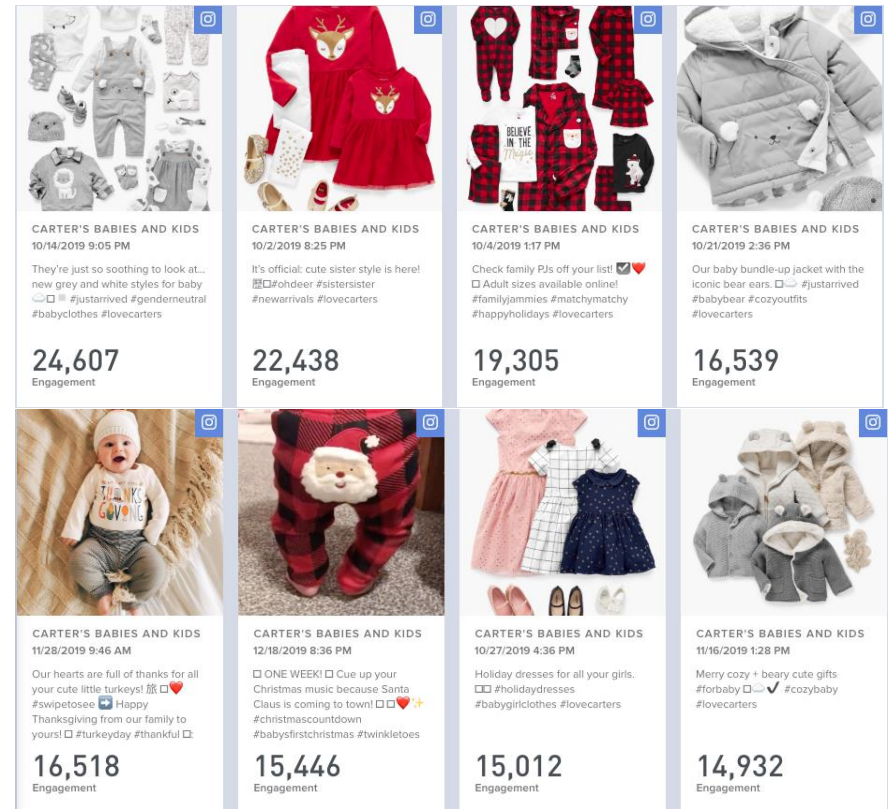 BELIEVE
IN THE
Magic
CARTER'S BABIES AND KIDS
10/14/2019 9:05 PM
They're just so soothing to look at...
new grey and white styles for baby
☁️□◽ #justarrived #genderneutral
#babyclothes #lovecarters
24,607
Engagement
CARTER'S BABIES AND KIDS
10/2/2019 8:25 PM
It's official: cute sister style is here!
歷□#ohdeer #sistersister
#newarrivals #lovecarters
22,438
Engagement
CARTER'S BABIES AND KIDS
10/4/2019 1:17 PM
Check family PJs off your list! ☑️❤️
□ Adult sizes available online!
#familyjammies #matchymatchy
#happyholidays #lovecarters
19,305
Engagement
CARTER'S BABIES AND KIDS
10/21/2019 2:36 PM
Our baby bundle-up jacket with the
iconic bear ears. □☁️ #justarrived
#babybear #cozyoutfits
#lovecarters
16,539
Engagement
THANKS
GIVING
CARTER'S BABIES AND KIDS
11/28/2019 9:46 AM
Our hearts are full of thanks for all
your cute little turkeys! 旅 □❤️
#swipetosee ➡️ Happy
Thanksgiving from our family to
yours! □ #turkeyday #thankful □:
16,518
Engagement
CARTER'S BABIES AND KIDS
12/18/2019 8:36 PM
□ ONE WEEK! □ Cue up your
Christmas music because Santa
Claus is coming to town! □□❤️✨
#christmascountdown
#babysfirstchristmas #twinkletoes
15,446
Engagement
CARTER'S BABIES AND KIDS
10/27/2019 4:36 PM
Holiday dresses for all your girls.
□□ #holidaydresses
#babygirlclothes #lovecarters
15,012
Engagement
CARTER'S BABIES AND KIDS
11/16/2019 1:28 PM
Merry cozy + beary cute gifts
#forbaby □☁️✔️ #cozybaby
#lovecarters
14,932
Engagement